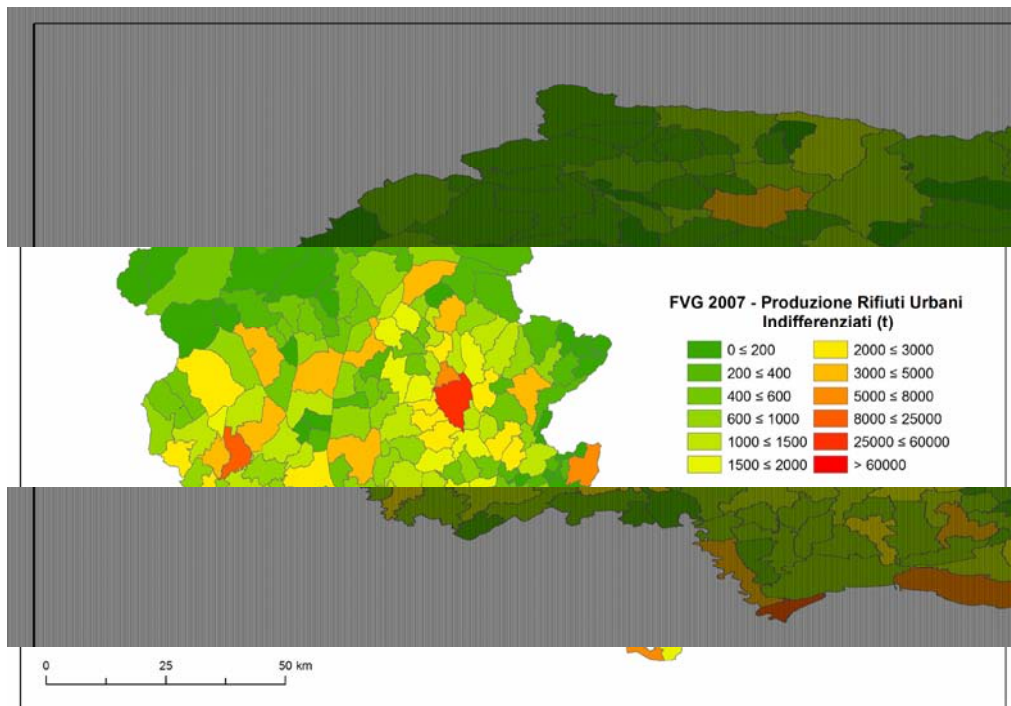 FVG 2007 - Produzione Rifiuti Urbani
Indifferenziati (t)
0 ≤ 200
200 ≤ 400
400 ≤ 600
600 ≤ 1000
1000 ≤ 1500
1500 ≤ 2000
2000 ≤ 3000
3000 ≤ 5000
5000 ≤ 8000
8000 ≤ 25000
25000 ≤ 60000
> 60000
0 25 50 km